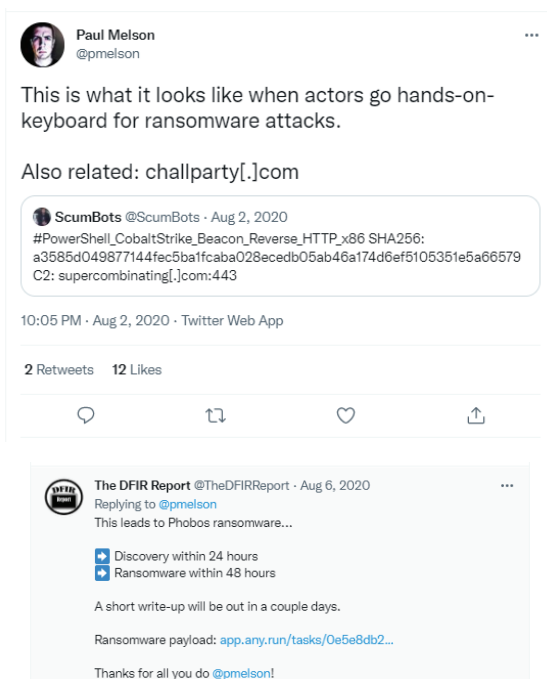 Paul Melson
@pmelson
This is what it looks like when actors go hands-on-
keyboard for ransomware attacks.
Also related: challparty[.]com
ScumBots @ScumBots · Aug 2, 2020
#PowerShell_CobaltStrike_Beacon_Reverse_HTTP_x86 SHA256:
a3585d049877144fec5ba1fcaba028ecedb05ab46a174d6ef5105351e5a66579
C2: supercombinating[.]com:443
10:05 PM · Aug 2, 2020 · Twitter Web App
2 Retweets 12 Likes
DFIR
Report
The DFIR Report @TheDFIRReport · Aug 6, 2020
Replying to @pmelson
This leads to Phobos ransomware...
➡ Discovery within 24 hours
➡ Ransomware within 48 hours
A short write-up will be out in a couple days.
Ransomware payload: app.any.run/tasks/0e5e8db2...
Thanks for all you do @pmelson!